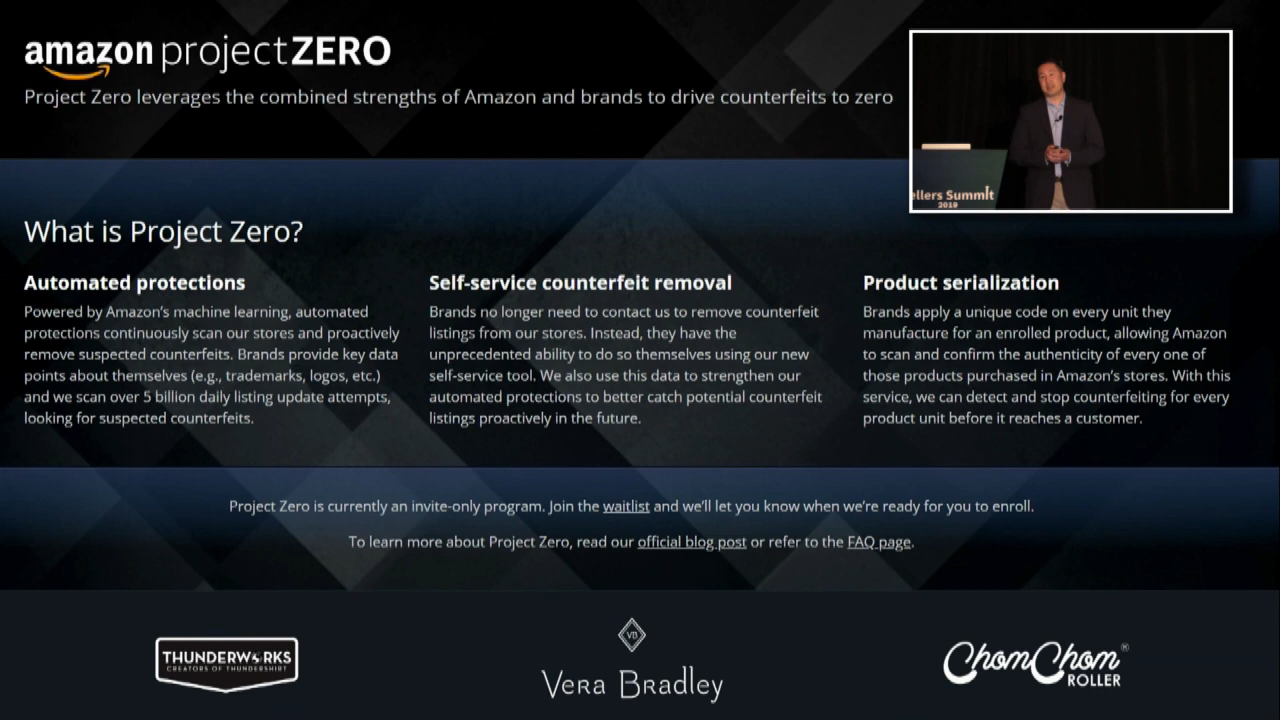 amazon projectZERO
Project Zero leverages the combined strengths of Amazon and brands to drive counterfeits to zero
ellers Summit
2019
What is Project Zero?
Automated protections
Powered by Amazon's machine learning, automated
protections continuously scan our stores and proactively
remove suspected counterfeits. Brands provide key data
points about themselves (e.g., trademarks, logos, etc.)
and we scan over 5 billion daily listing update attempts,
looking for suspected counterfeits.
Self-service counterfeit removal
Brands no longer need to contact us to remove counterfeit
listings from our stores. Instead, they have the
unprecedented ability to do so themselves using our new
self-service tool. We also use this data to strengthen our
automated protections to better catch potential counterfeit
listings proactively in the future.
Product serialization
Brands apply a unique code on every unit they
manufacture for an enrolled product, allowing Amazon
to scan and confirm the authenticity of every one of
those products purchased in Amazon's stores. With this
service, we can detect and stop counterfeiting for every
product unit before it reaches a customer.
Project Zero is currently an invite-only program. Join the waitlist and we'll let you know when we're ready for you to enroll.
To learn more about Project Zero, read our official blog post or refer to the FAQ page.
THUNDERWORKS
CREATORS OF THUNDERSHIRT
VB
Vera Bradley
ChomChom®
ROLLER